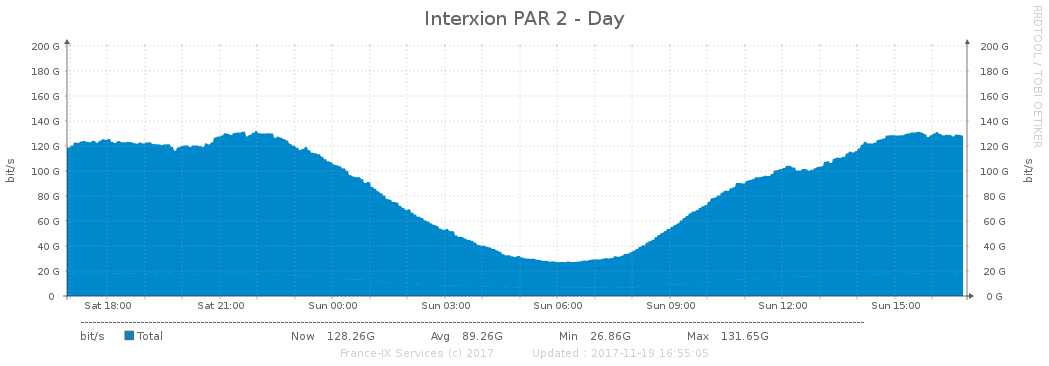 Interxion PAR 2 - Day
RRDTOOL / TOBI OETIKER
200 G 200 G
180 G 180 G
160 G 160 G
140 G 140 G
120 G 120 G
100 G 100 G
80 G 80 G
60 G 60 G
40 G 40 G
20 G 20 G
0 0 G
bit/s bit/s
Sat 18:00 Sat 21:00 Sun 00:00 Sun 03:00 Sun 06:00 Sun 09:00 Sun 12:00 Sun 15:00
bit/s Total Now 128.26G Avg 89.26G Min 26.86G Max 131.65G
France-IX Services (c) 2017 Updated : 2017-11-19 16:55:05